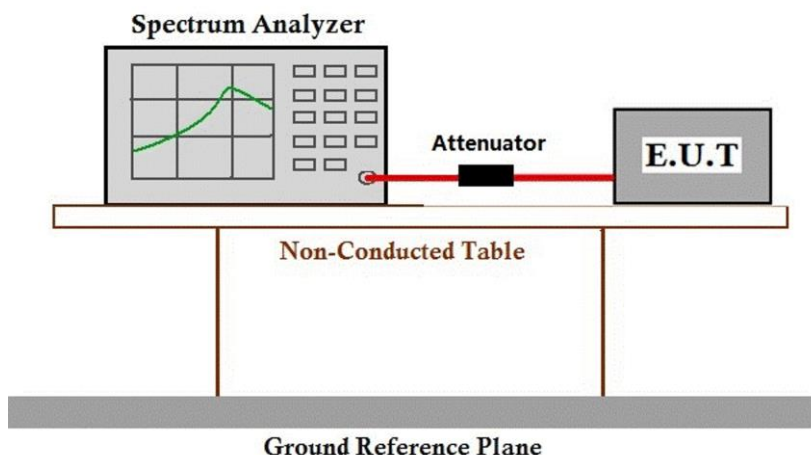 Spectrum Analyzer
Attenuator
E.U.T
Non-Conducted Table
Ground Reference Plane